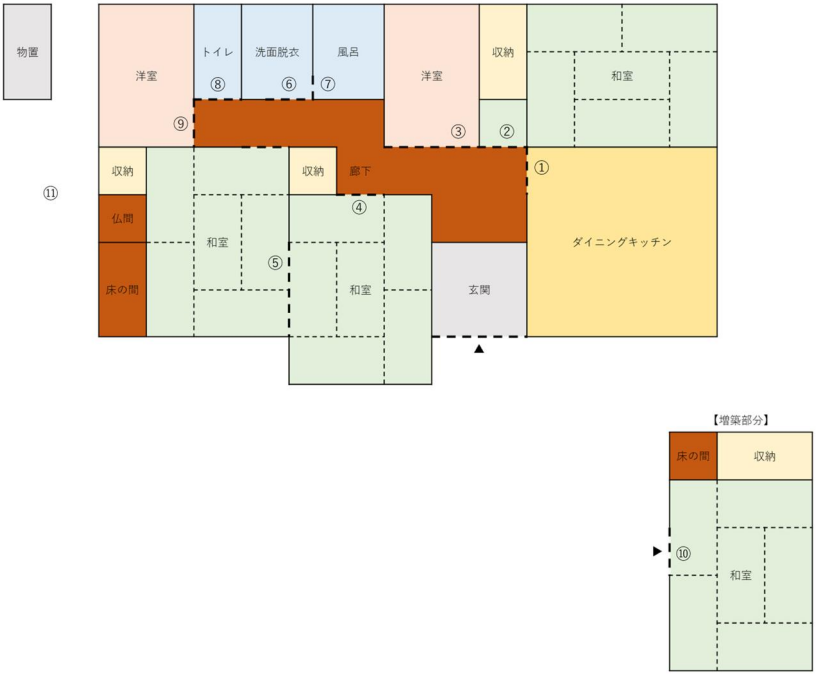 物置
洋室
トイレ
洗面脱衣
風呂
洋室
収納
和室
⑧
⑥
⑦
⑨
③
②
①
⑪
収納
収納
廊下
仏間
④
和室
ダイニングキッチン
⑤
床の間
和室
玄関
▲
【増築部分】
床の間
収納
▶
⑩
和室